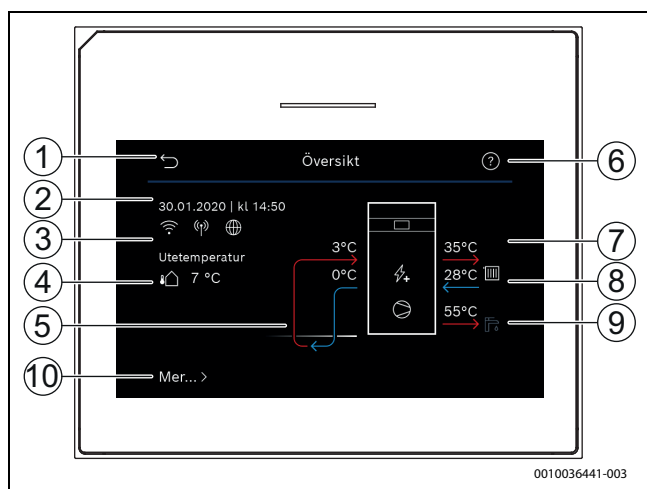 1
Översikt
?
6
2
30.01.2020 | kl 14:50
3
Utetemperatur
4
7 °C
3°C
0°C
35°C
7
28°C
8
5
55°C
9
10
Mer... >
0010036441-003